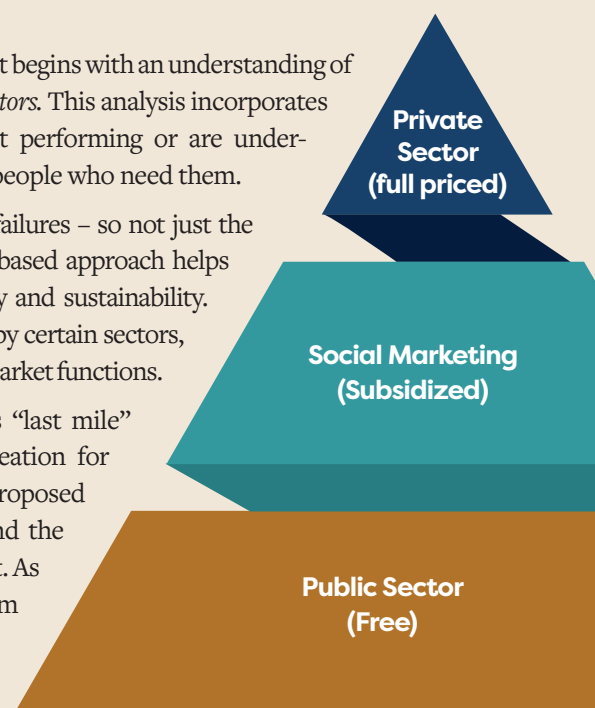 t begins with an understanding of
tors. This analysis incorporates
t performing or are under-
people who need them.
failures – so not just the
based approach helps
y and sustainability.
by certain sectors,
arket functions.
s “last mile”
eation for
roposed
nd the
t. As
m
Private
Sector
(full priced)
Social Marketing
(Subsidized)
Public Sector
(Free)